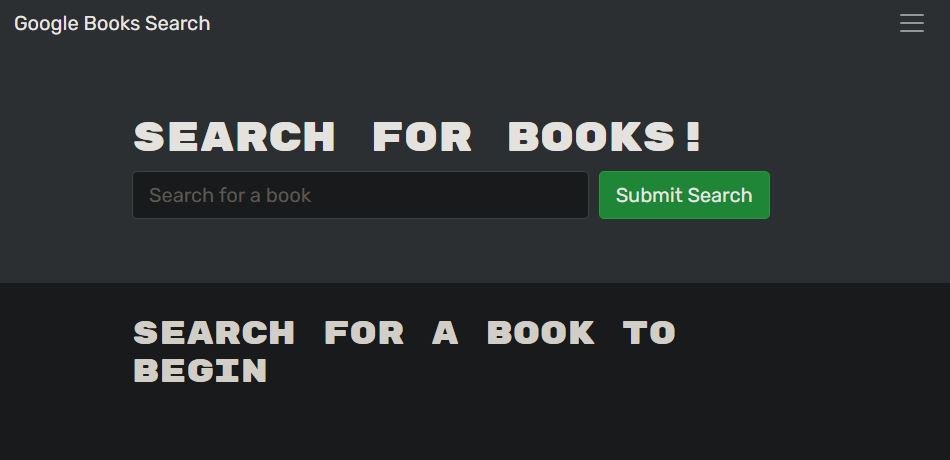 Google Books Search
SEARCH FOR BOOKS!
Search for a book
Submit Search
SEARCH FOR A BOOK TO
BEGIN